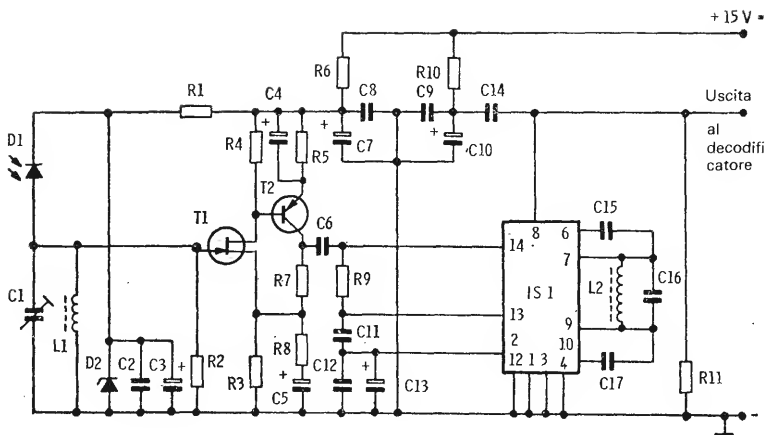 + 15 V =
R6
R10
C8
C9
C14
R1
C4
Uscita
D1
+
+
R4
R5
C7
+
C10
al
decodifi
catore
T2
T1
C6
14
8
6
C15
7
R7
R9
IS 1
L2
C16
C1
13
9
L1
C11
2
10
D2
C2
C3
+
R2
R8
12
1
3
4
R3
+
C12
+
C17
R11
C5
C13
-